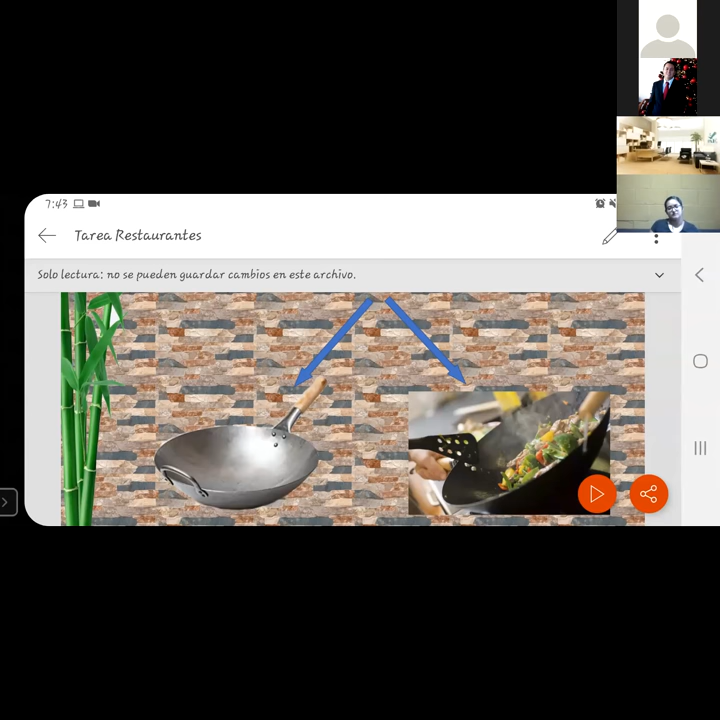 7:43
Tarea Restaurantes
Solo lectura: no se pueden guardar cambios en este archivo.